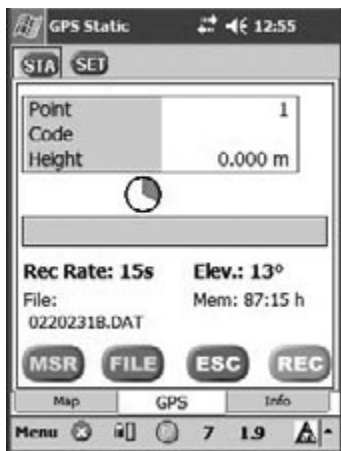 GPS Static 12:55
STA SET
Point 1
Code
Height 0.000 m
Rec Rate: 15s Elev.: 13º
File: Mem: 87:15 h
0220231B.DAT
MSR FILE ESC REC
Map GPS Info
Menu 7 1.9